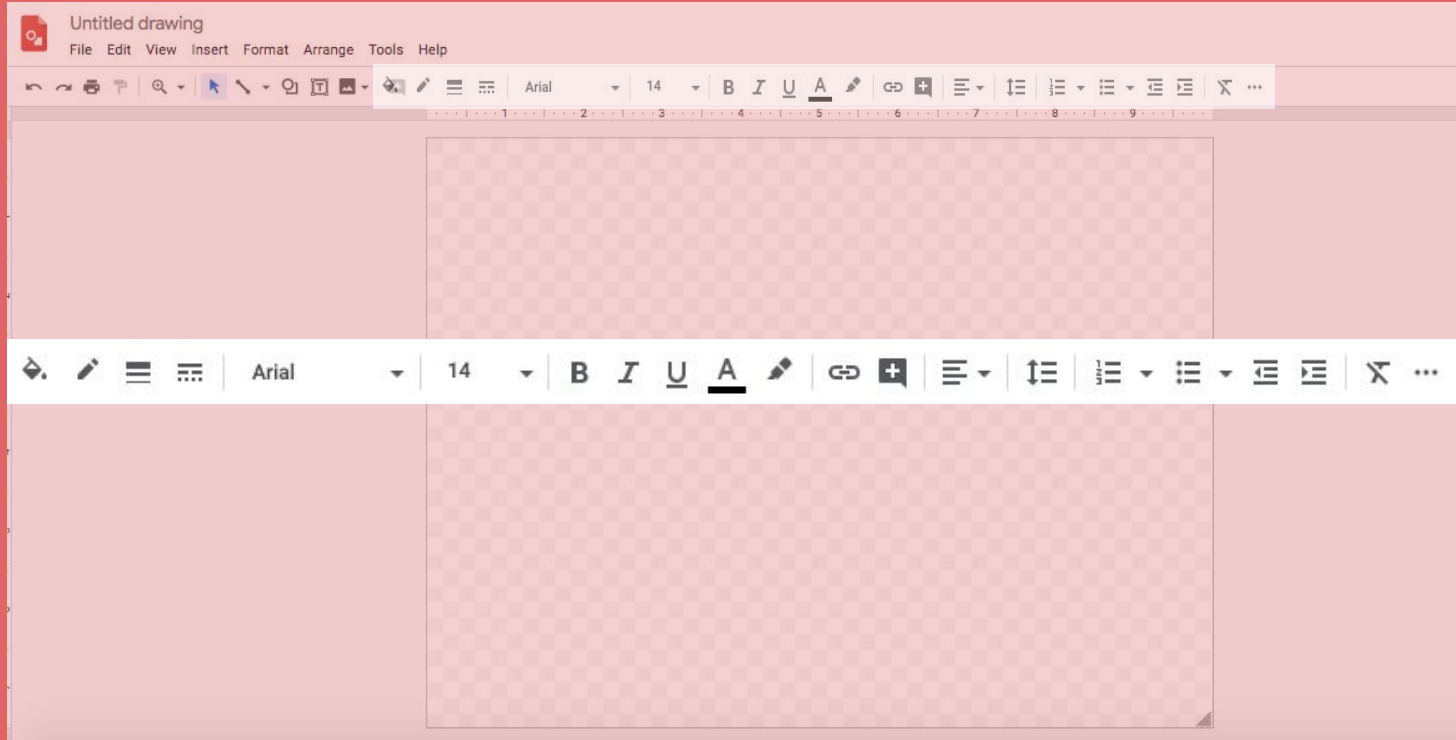 Untitled drawing
File Edit View Insert Format Arrange Tools Help
Arial 14 B I U A
1 2 3 4 5 6 7 8 9
Arial 14 B I U A